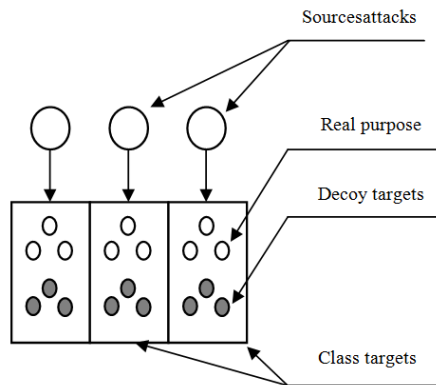 Sourcesattacks
Real purpose
Decoy targets
Class targets